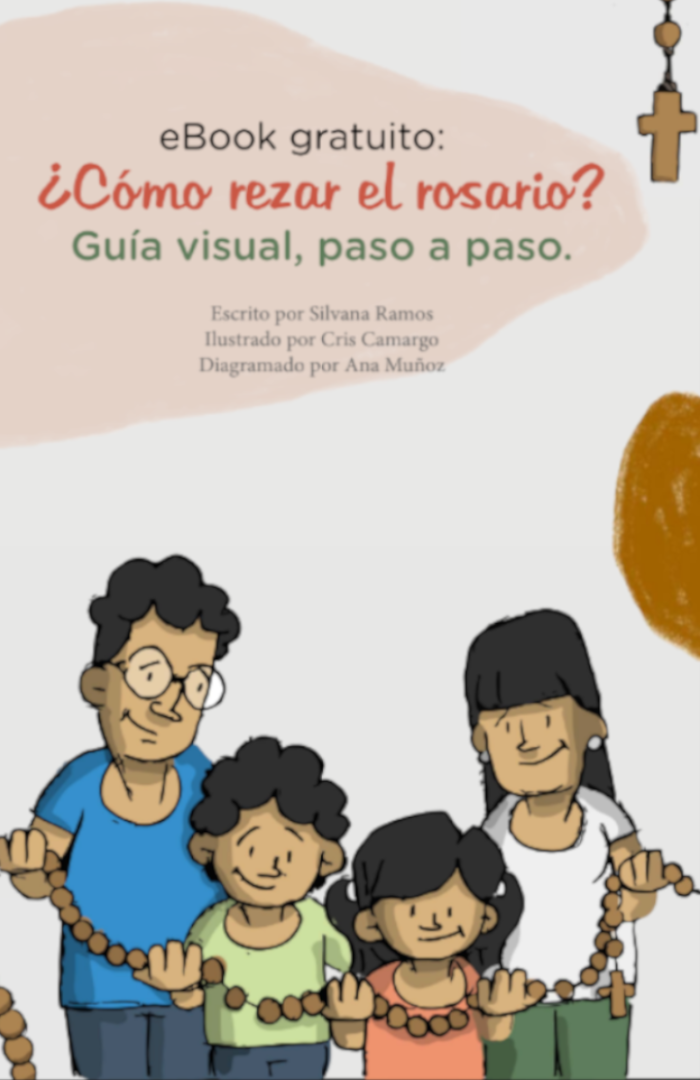 eBook gratuito:
¿Cómo rezar el rosario?
Guía visual, paso a paso.
Escrito por Silvana Ramos
Ilustrado por Cris Camargo
Diagramado por Ana Muñoz